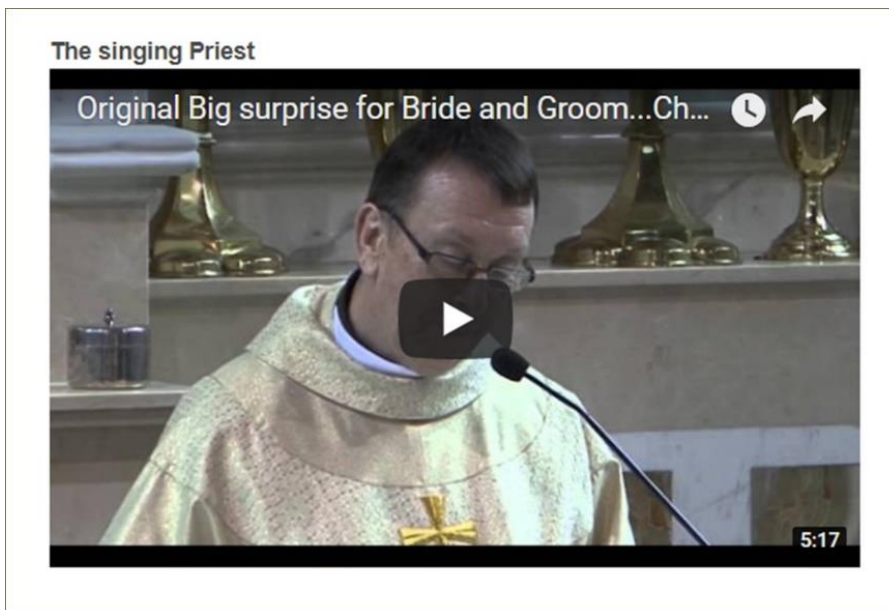 The singing Priest
Original Big surprise for Bride and Groom...Ch...
5:17